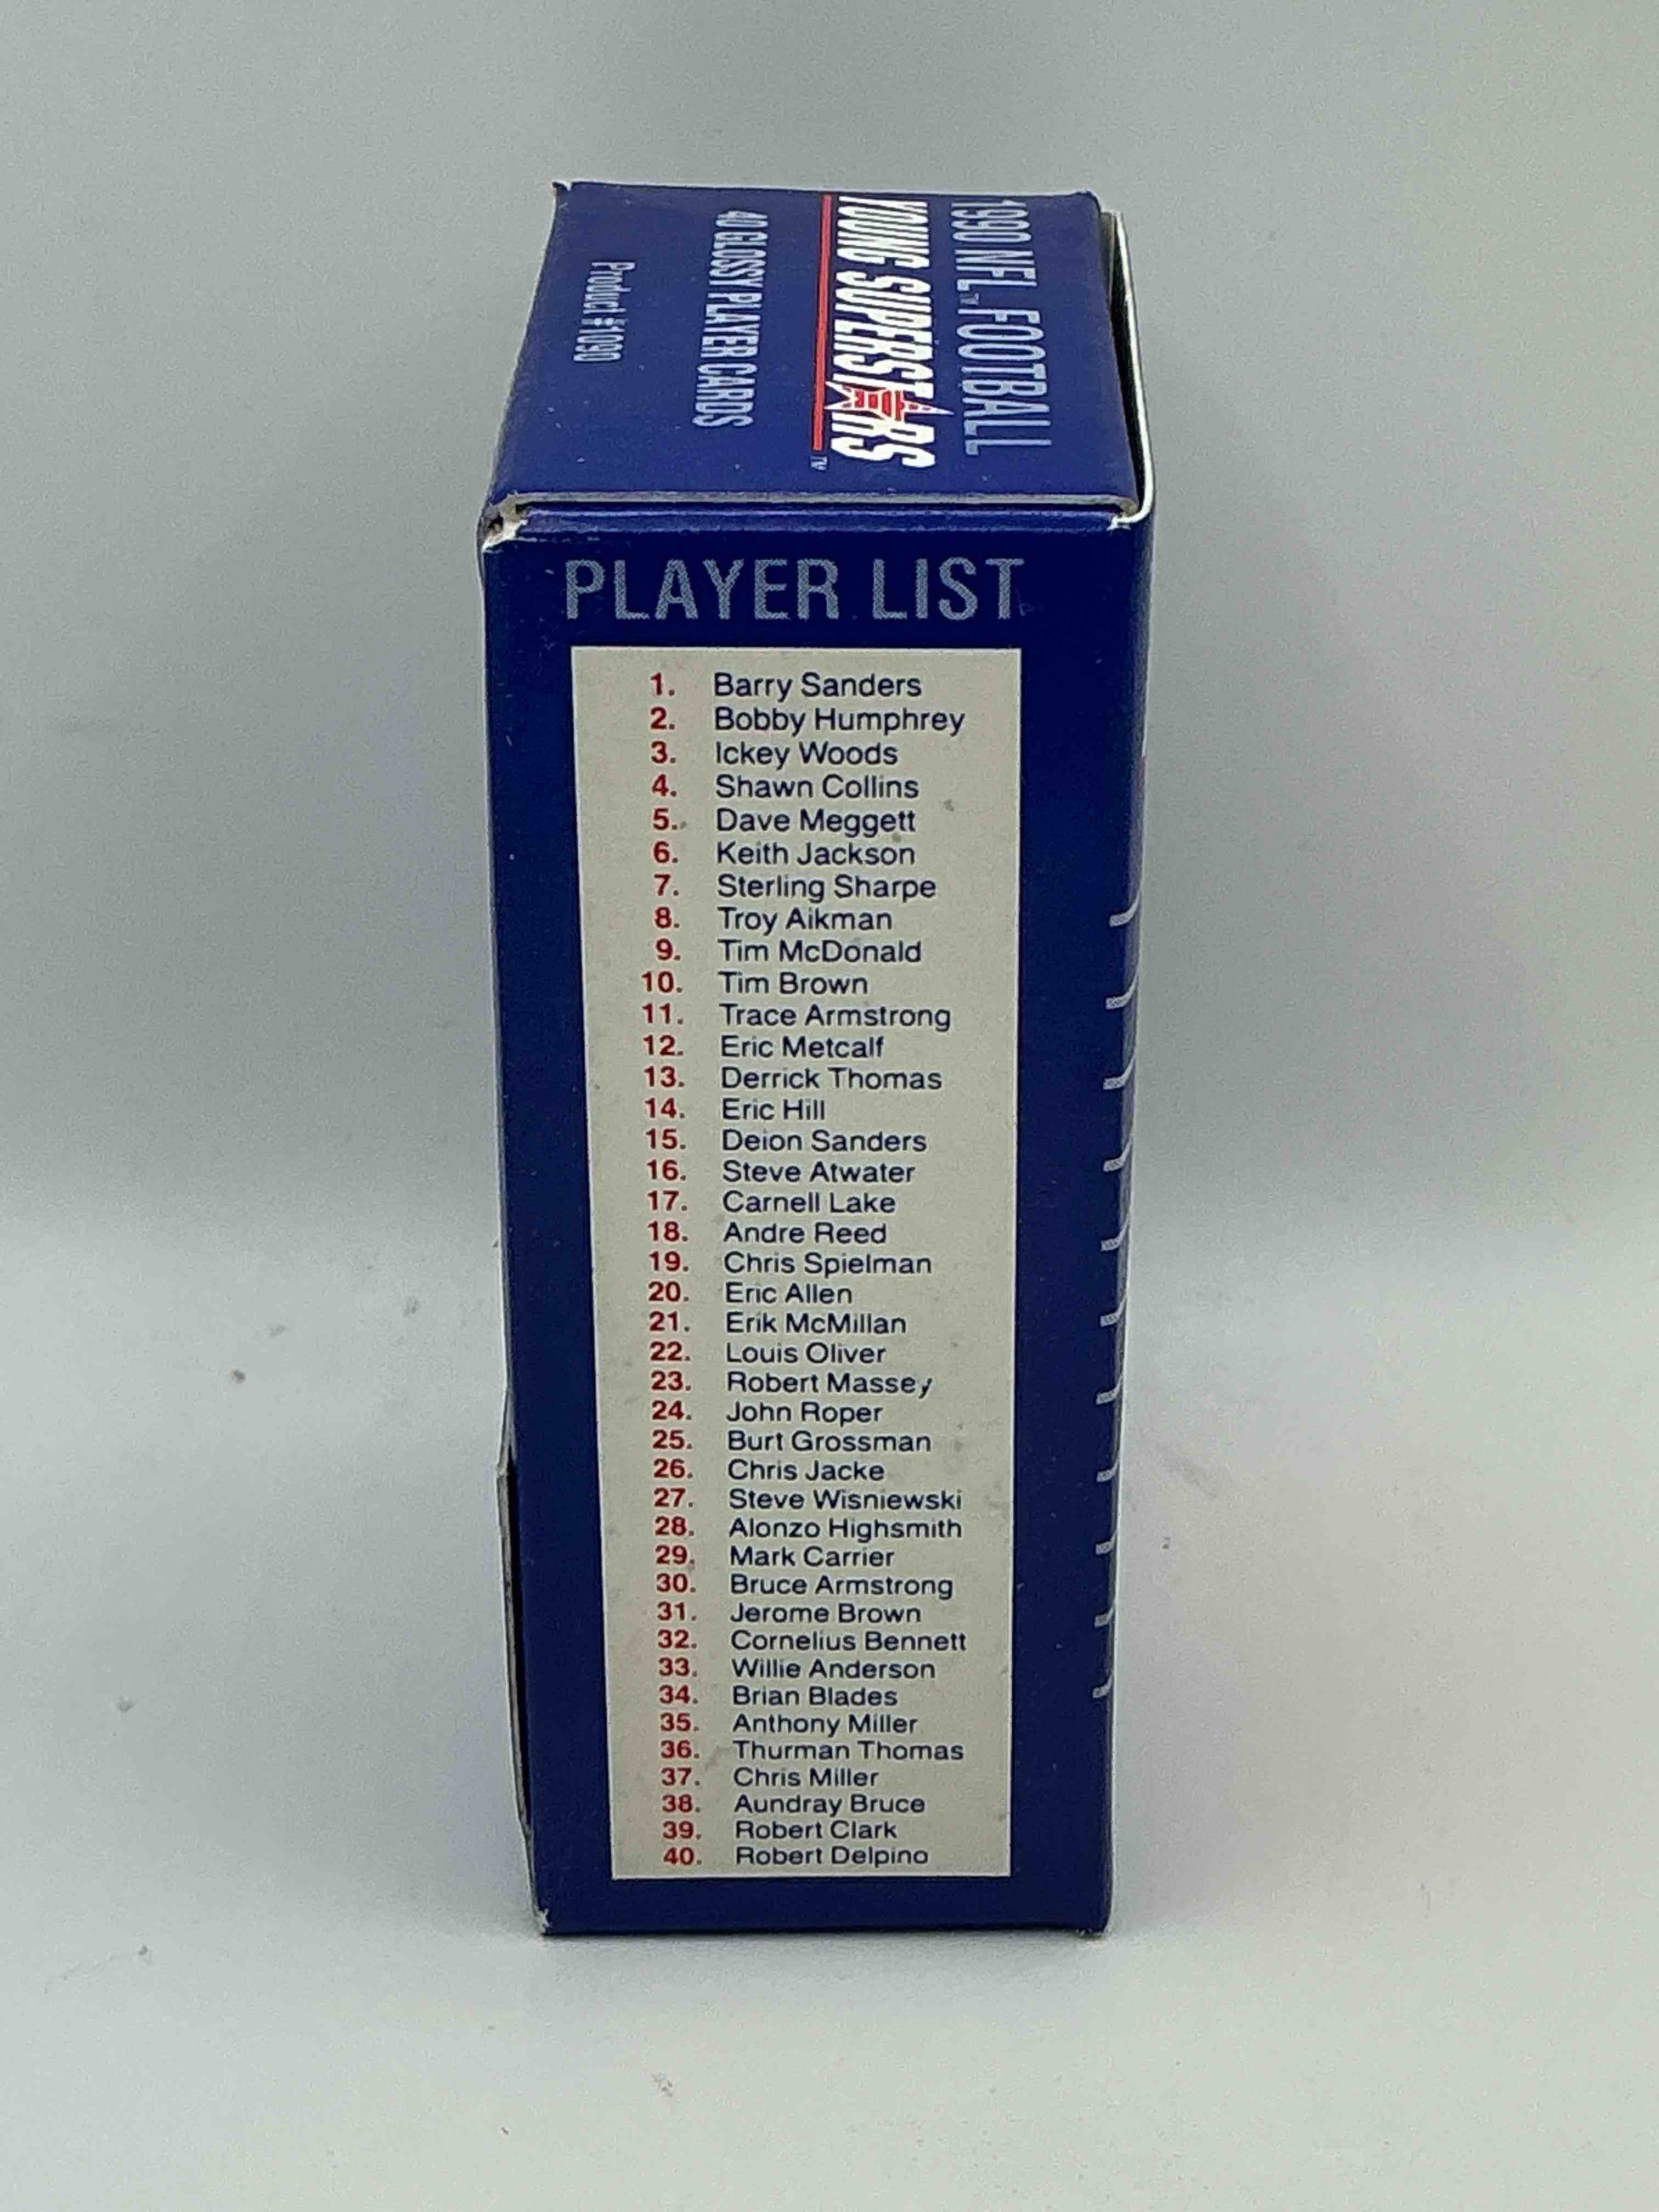 1990 NFL™ FOOTBALL
YOUNG SUPERSTARS™
40 GLOSSY PLAYER CARDS
Product #1090
PLAYER LIST
1. Barry Sanders
2. Bobby Humphrey
3. Ickey Woods
4. Shawn Collins
5. Dave Meggett
6. Keith Jackson
7. Sterling Sharpe
8. Troy Aikman
9. Tim McDonald
10. Tim Brown
11. Trace Armstrong
12. Eric Metcalf
13. Derrick Thomas
14. Eric Hill
15. Deion Sanders
16. Steve Atwater
17. Carnell Lake
18. Andre Reed
19. Chris Spielman
20. Eric Allen
21. Erik McMillan
22. Louis Oliver
23. Robert Massey
24. John Roper
25. Burt Grossman
26. Chris Jacke
27. Steve Wisniewski
28. Alonzo Highsmith
29. Mark Carrier
30. Bruce Armstrong
31. Jerome Brown
32. Cornelius Bennett
33. Willie Anderson
34. Brian Blades
35. Anthony Miller
36. Thurman Thomas
37. Chris Miller
38. Aundray Bruce
39. Robert Clark
40. Robert Delpino